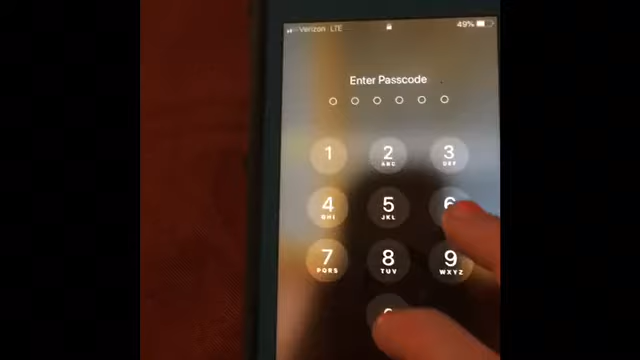 Verizon LTE 49%
Enter Passcode
1 2 3
ABC DEF
4 5 6
GHI JKL
7 8 9
PQRS TUV WXYZ